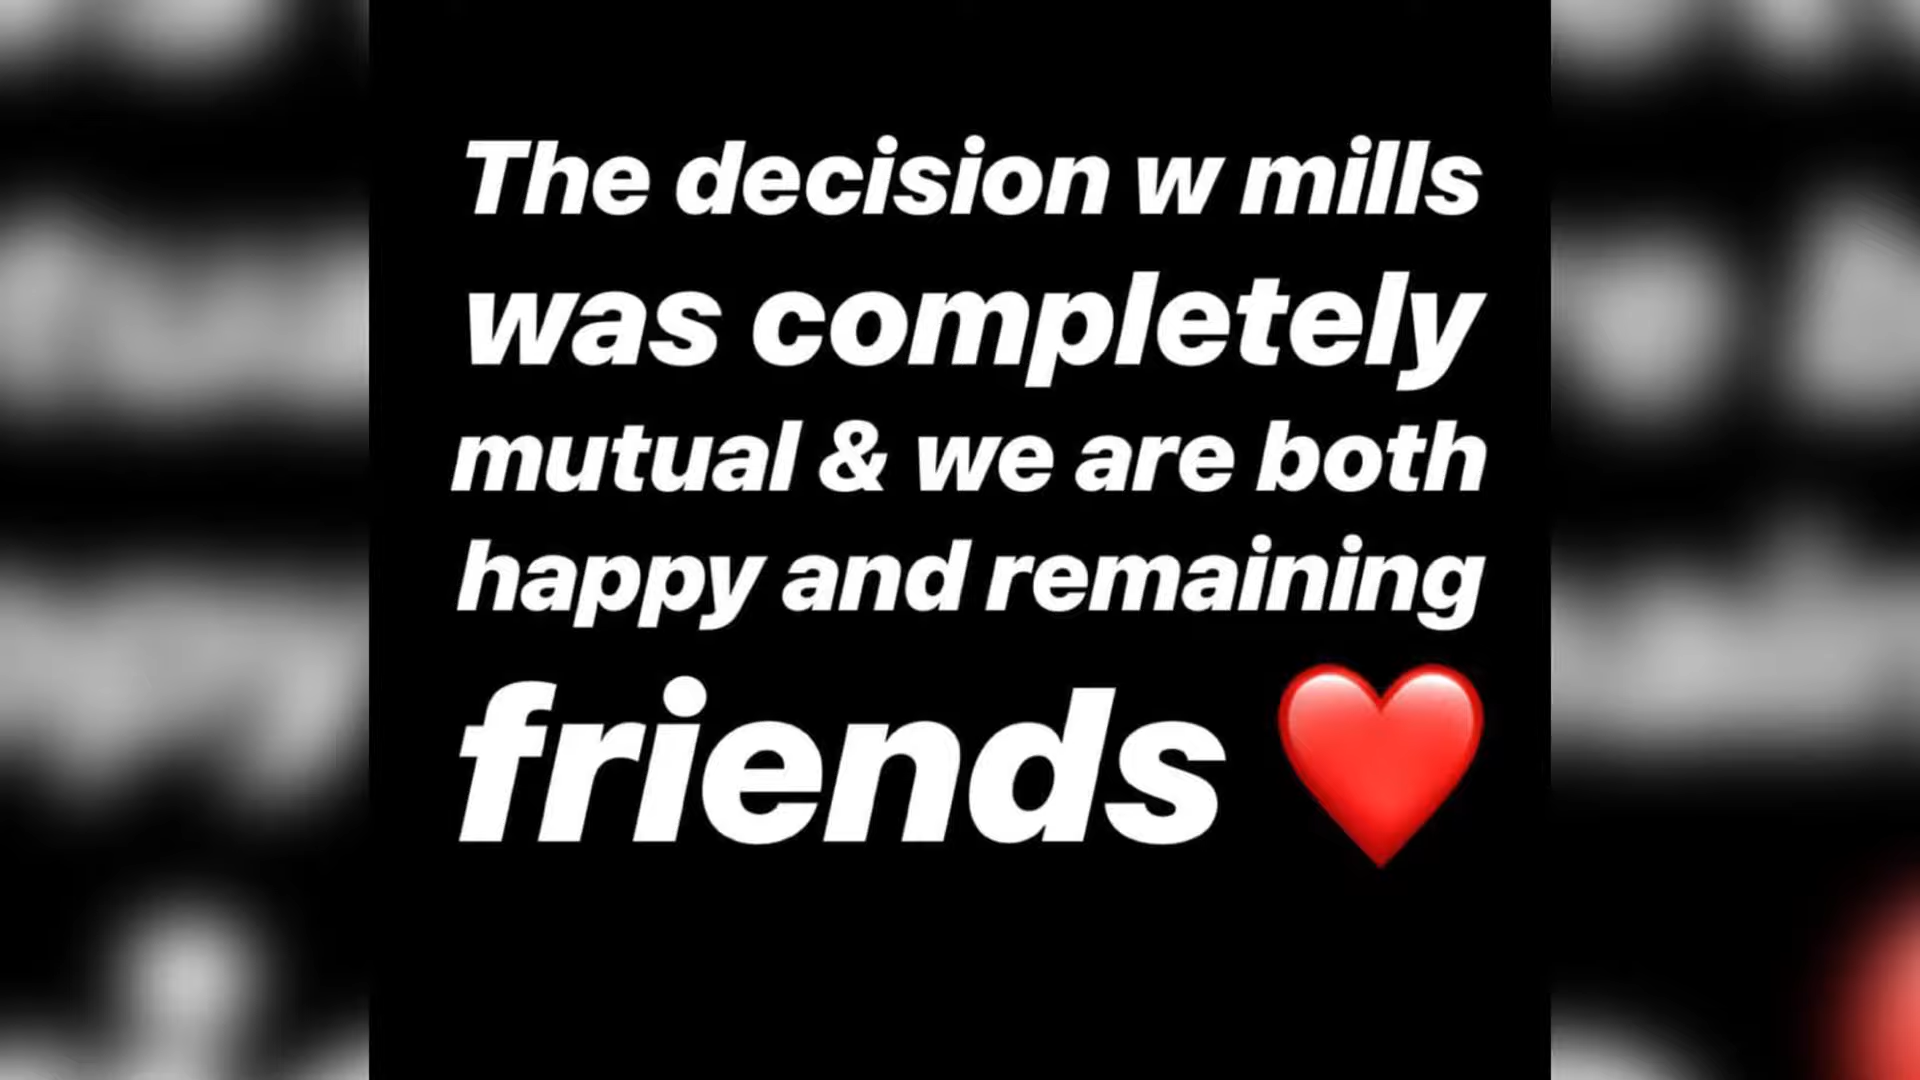 The decision w mills
was completely
mutual & we are both
happy and remaining
friends ❤️